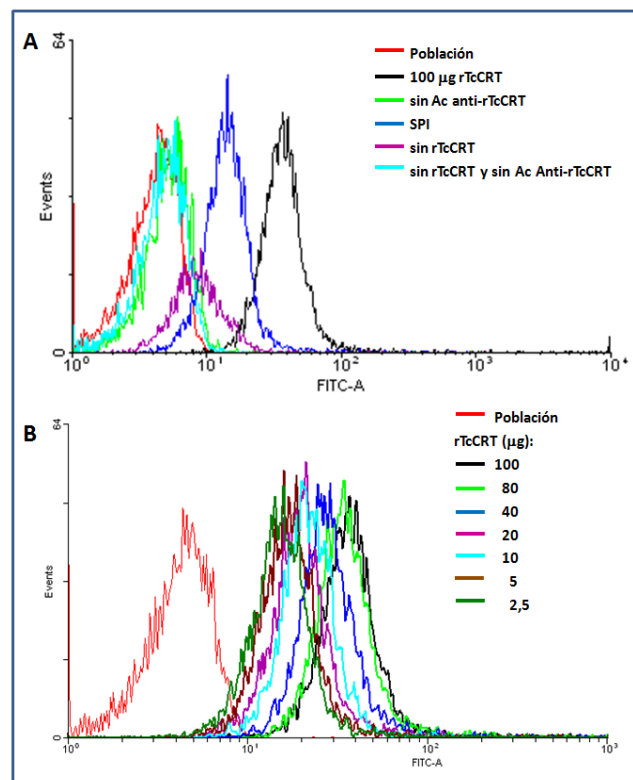 A
64
Events
0
10⁰
10¹
10²
10³
10⁴
FITC-A
Población
100 µg rTcCRT
sin Ac anti-rTcCRT
SPI
sin rTcCRT
sin rTcCRT y sin Ac Anti-rTcCRT
B
64
Events
0
10⁰
10¹
10²
10³
FITC-A
Población
rTcCRT (µg):
100
80
40
20
10
5
2,5